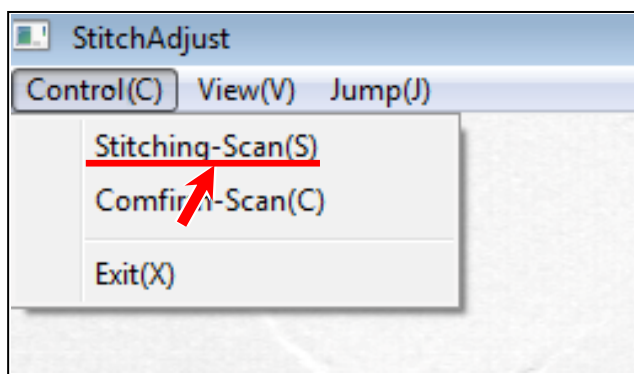 StitchAdjust
Control(C) View(V) Jump(J)
Stitching-Scan(S)
Comfirm-Scan(C)
Exit(X)